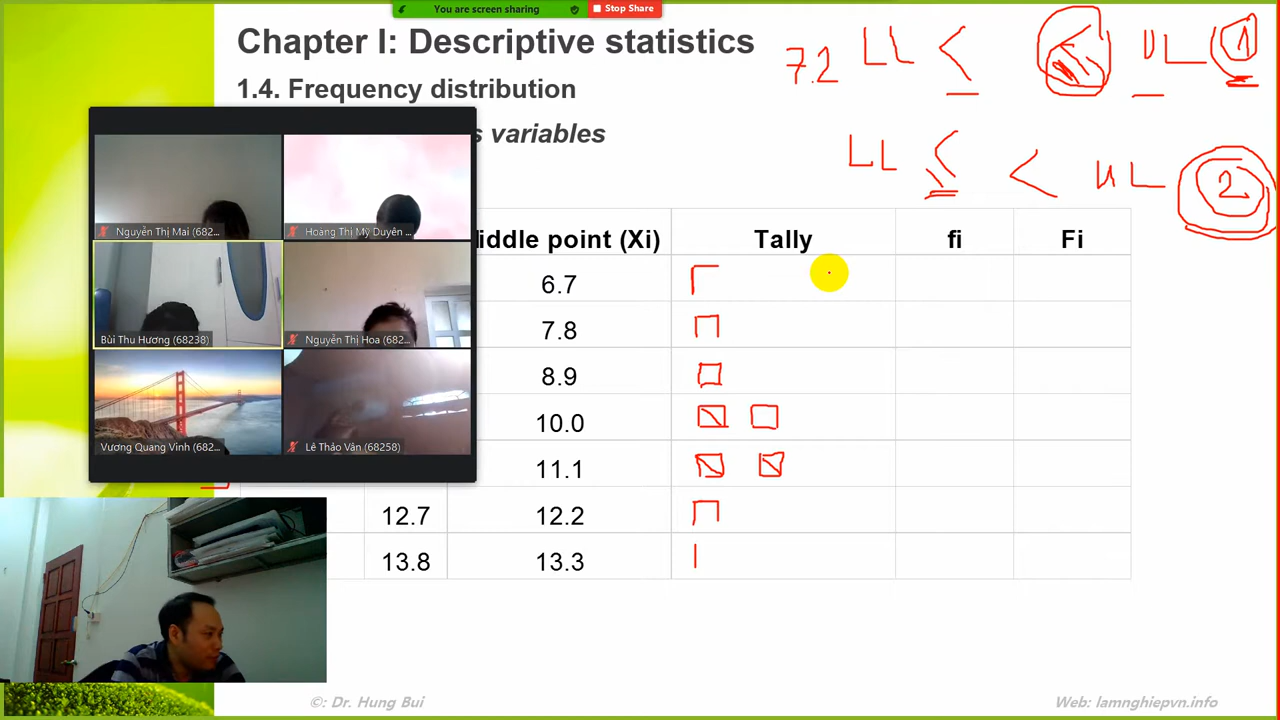 You are screen sharing Stop Share
Chapter I: Descriptive statistics
1.4. Frequency distribution
s variables
7.2 LL < ≤ UL 1
LL ≤ < UL 2
Nguyễn Thị Mai (682... Hoàng Thị Mỹ Duyên ...
Bùi Thu Hương (68238) Nguyễn Thị Hoa (682...
Vương Quang Vinh (682... Lê Thảo Vân (68258)
iddle point (Xi) Tally fi Fi
6.7
7.8
8.9
10.0
11.1
12.7 12.2
13.8 13.3
©: Dr. Hung Bui Web: lamnghiepvn.info